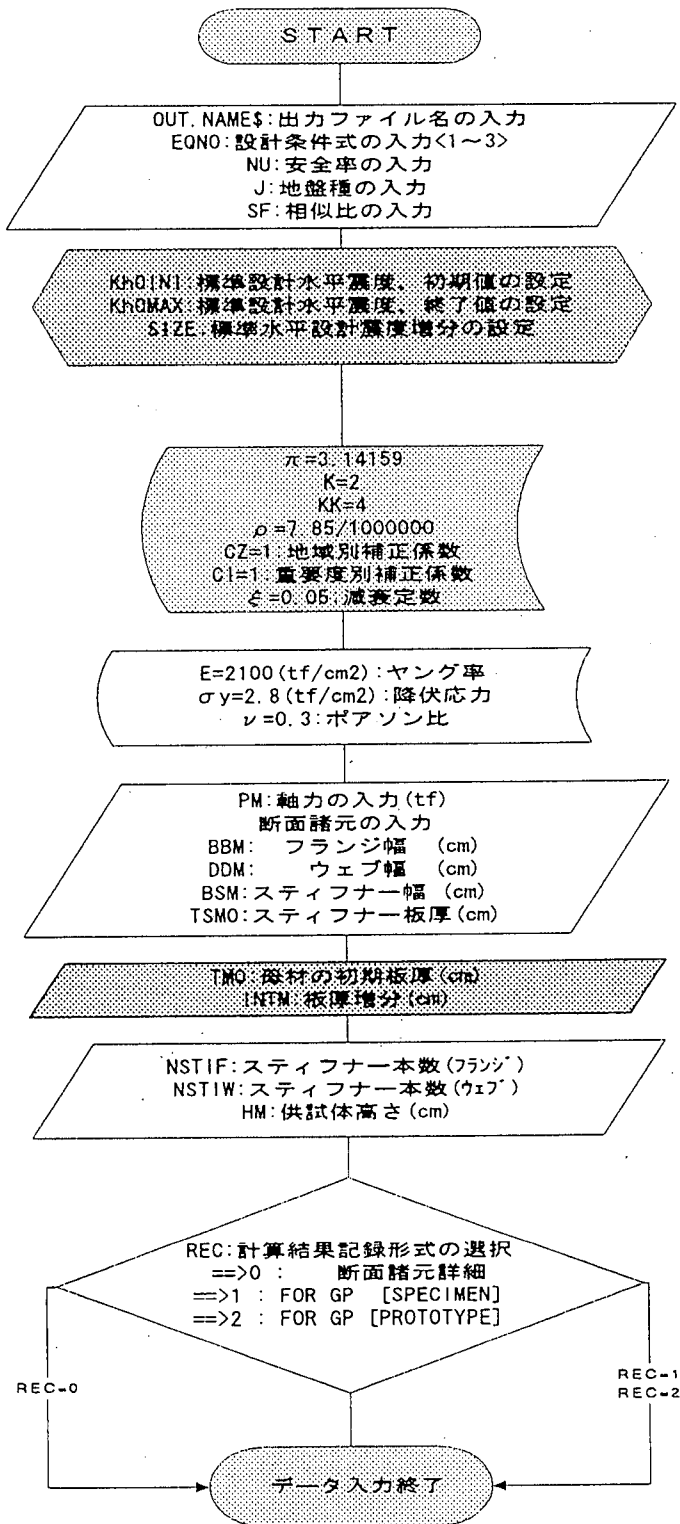 START
OUT.NAME$:出力ファイル名の入力
EQNO:設計条件式の入力<1～3>
NU:安全率の入力
J:地盤種の入力
SF:相似比の入力
Kh0INI:標準設計水平震度、初期値の設定
Kh0MAX:標準設計水平震度、終了値の設定
SIZE:標準水平設計震度増分の設定
π=3.14159
K=2
KK=4
ρ=7.85/1000000
CZ=1:地域別補正係数
CI=1:重要度別補正係数
ξ=0.05:減衰定数
E=2100(tf/cm2):ヤング率
σy=2.8(tf/cm2):降伏応力
ν=0.3:ポアソン比
PM:軸力の入力(tf)
断面諸元の入力
BBM: フランジ幅 (cm)
DDM: ウェブ幅 (cm)
BSM:スティフナー幅 (cm)
TSMO:スティフナー板厚(cm)
TMO:母材の初期板厚(cm)
INTM:板厚増分(cm)
NSTIF:スティフナー本数(フランジ)
NSTIW:スティフナー本数(ウェブ)
HM:供試体高さ(cm)
REC:計算結果記録形式の選択
==>0 : 断面諸元詳細
==>1 : FOR GP [SPECIMEN]
==>2 : FOR GP [PROTOTYPE]
REC=0
REC=1
REC=2
データ入力終了